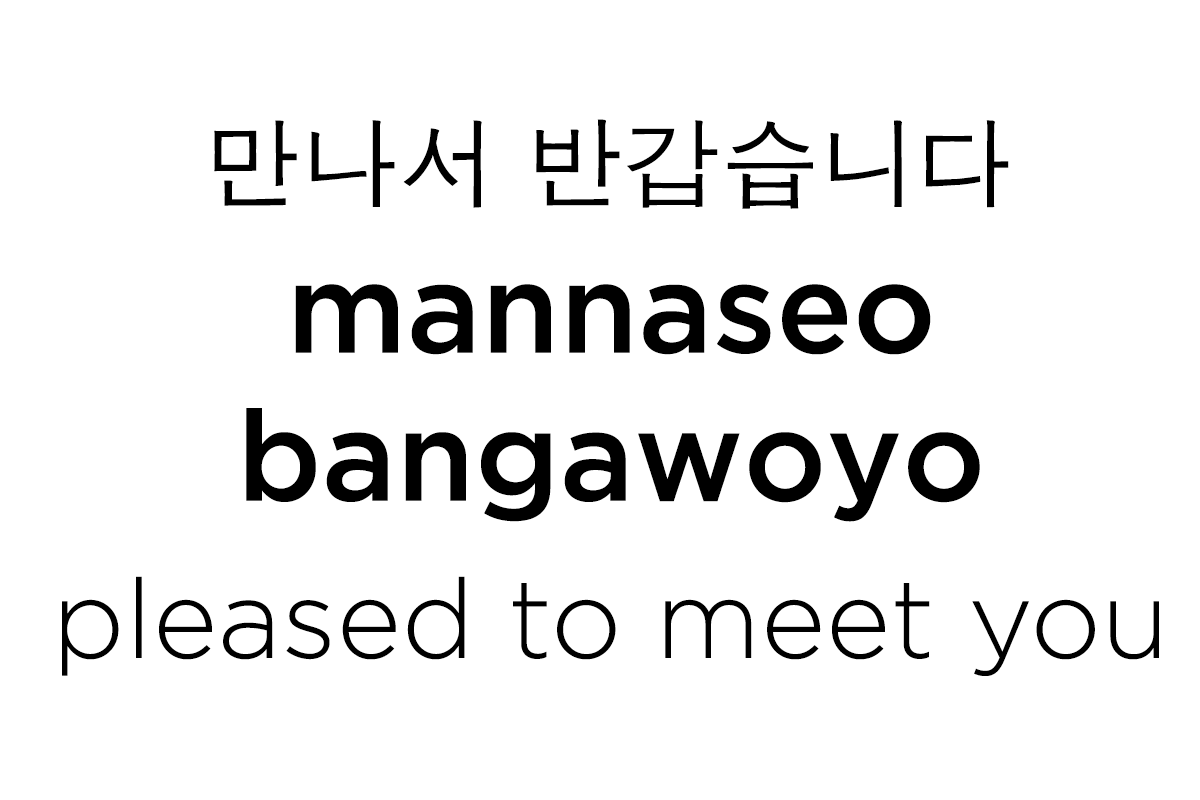 만나서 반갑습니다
mannaseo
bangawoyo
pleased to meet you